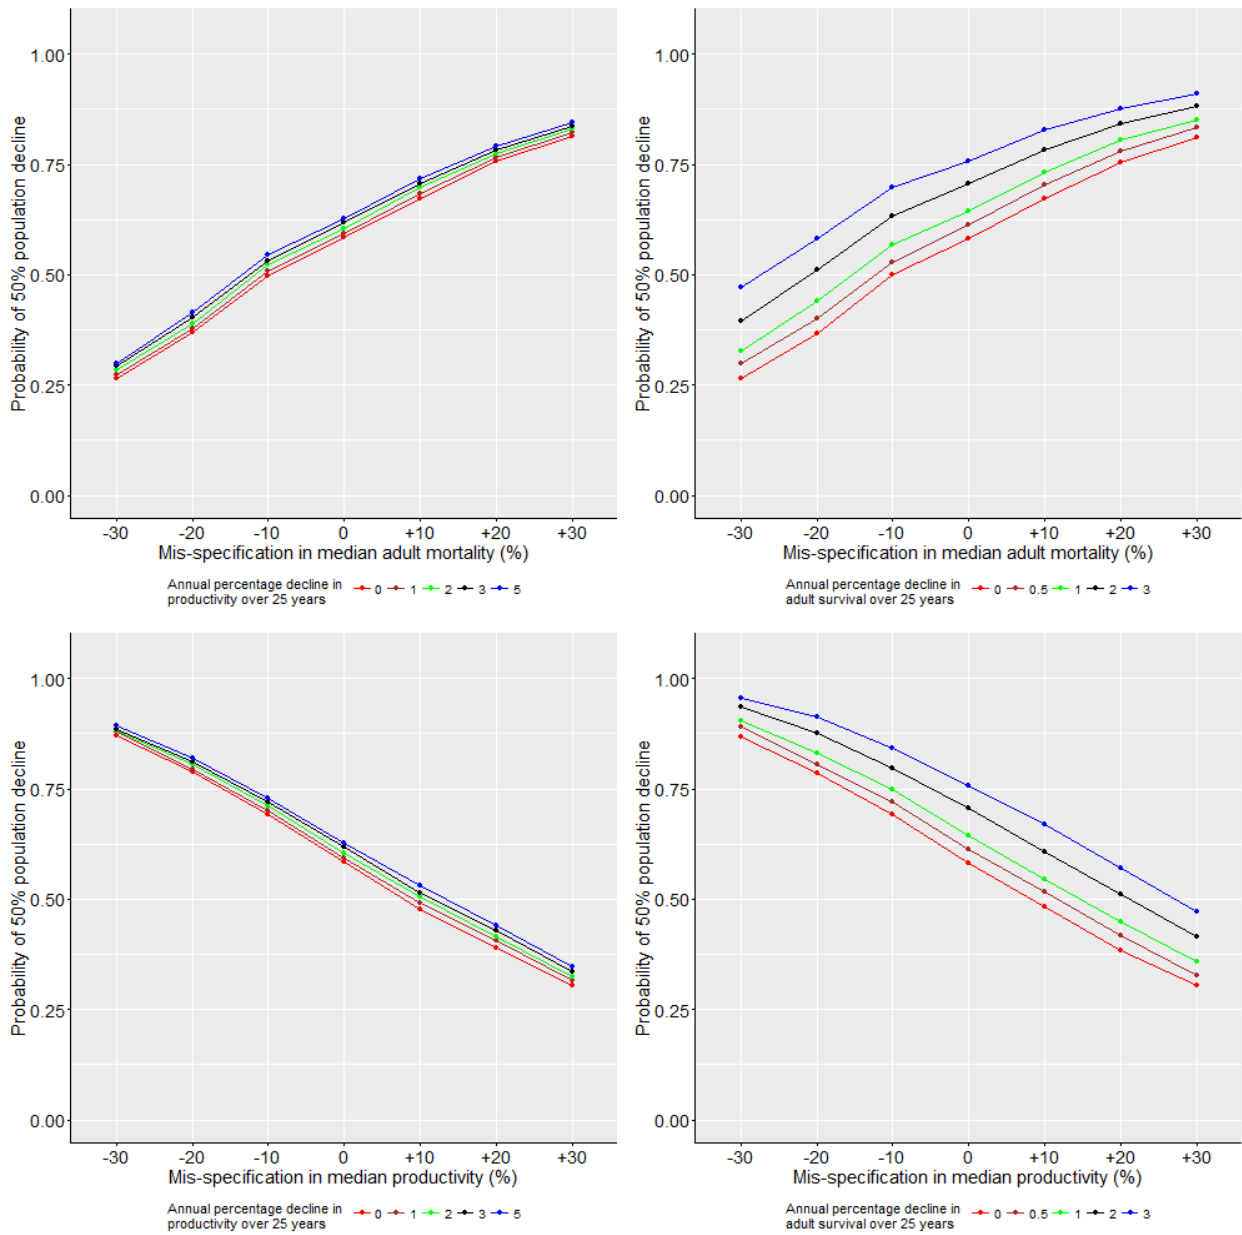 Probability of 50% population decline
1.00
0.75
0.50
0.25
0.00
-30 -20 -10 0 +10 +20 +30
Mis-specification in median adult mortality (%)
Annual percentage decline in
productivity over 25 years
0 1 2 3 5
Probability of 50% population decline
1.00
0.75
0.50
0.25
0.00
-30 -20 -10 0 +10 +20 +30
Mis-specification in median adult mortality (%)
Annual percentage decline in
adult survival over 25 years
0 0.5 1 2 3
Probability of 50% population decline
1.00
0.75
0.50
0.25
0.00
-30 -20 -10 0 +10 +20 +30
Mis-specification in median productivity (%)
Annual percentage decline in
productivity over 25 years
0 1 2 3 5
Probability of 50% population decline
1.00
0.75
0.50
0.25
0.00
-30 -20 -10 0 +10 +20 +30
Mis-specification in median productivity (%)
Annual percentage decline in
adult survival over 25 years
0 0.5 1 2 3